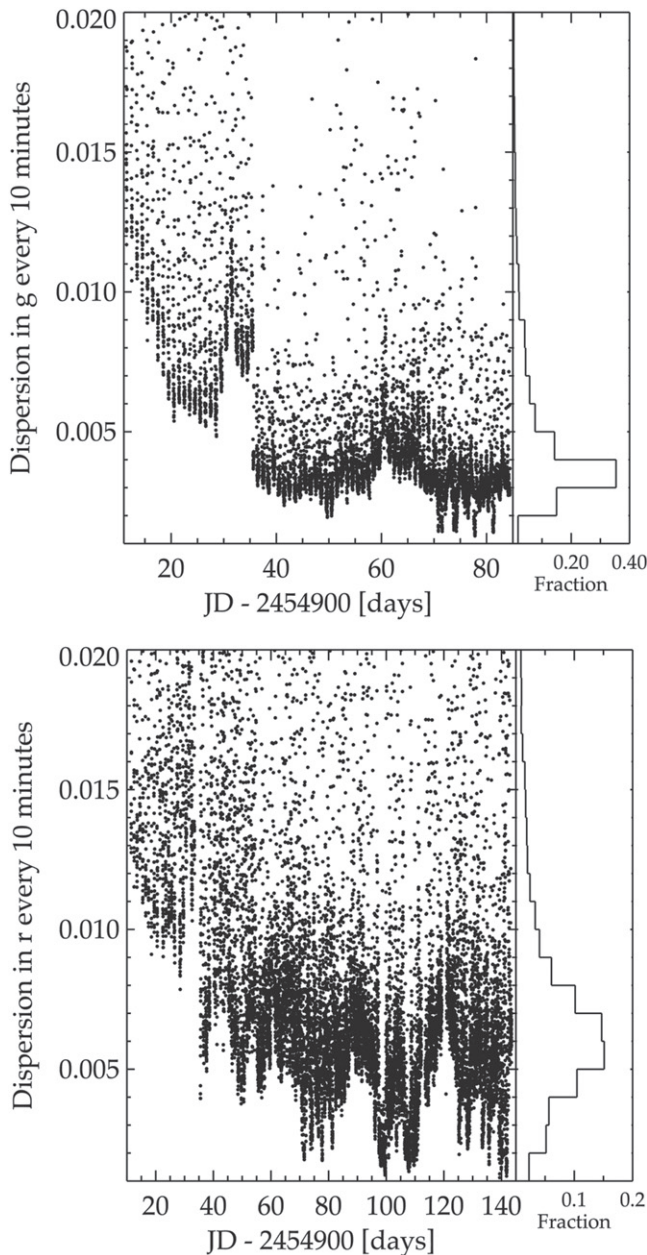 0.020
0.015
0.010
0.005
Dispersion in g every 10 minutes
20 40 60 80
JD - 2454900 [days]
0.20 0.40
Fraction
0.020
0.015
0.010
0.005
Dispersion in r every 10 minutes
20 40 60 80 100 120 140
JD - 2454900 [days]
0.1 0.2
Fraction